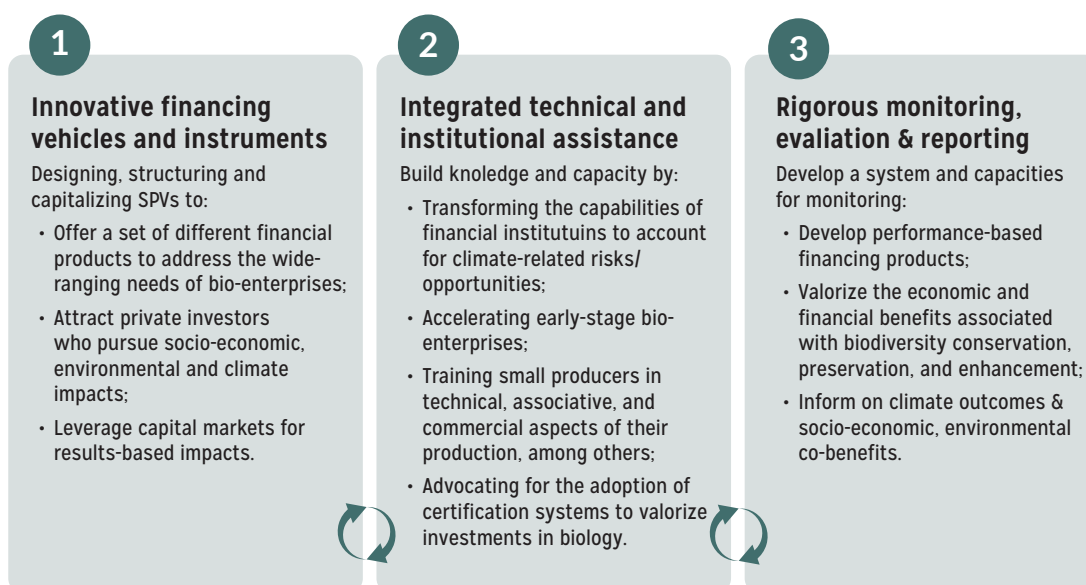 1
Innovative financing
vehicles and instruments
Designing, structuring and
capitalizing SPVs to:
• Offer a set of different financial
products to address the wide-
ranging needs of bio-enterprises;
• Attract private investors
who pursue socio-economic,
environmental and climate
impacts;
• Leverage capital markets for
results-based impacts.
2
Integrated technical and
institutional assistance
Build knoledge and capacity by:
• Transforming the capabilities of
financial institutuins to account
for climate-related risks/
opportunities;
• Accelerating early-stage bio-
enterprises;
• Training small producers in
technical, associative, and
commercial aspects of their
production, among others;
• Advocating for the adoption of
certification systems to valorize
investments in biology.
3
Rigorous monitoring,
evaliation & reporting
Develop a system and capacities
for monitoring:
• Develop performance-based
financing products;
• Valorize the economic and
financial benefits associated
with biodiversity conservation,
preservation, and enhancement;
• Inform on climate outcomes &
socio-economic, environmental
co-benefits.